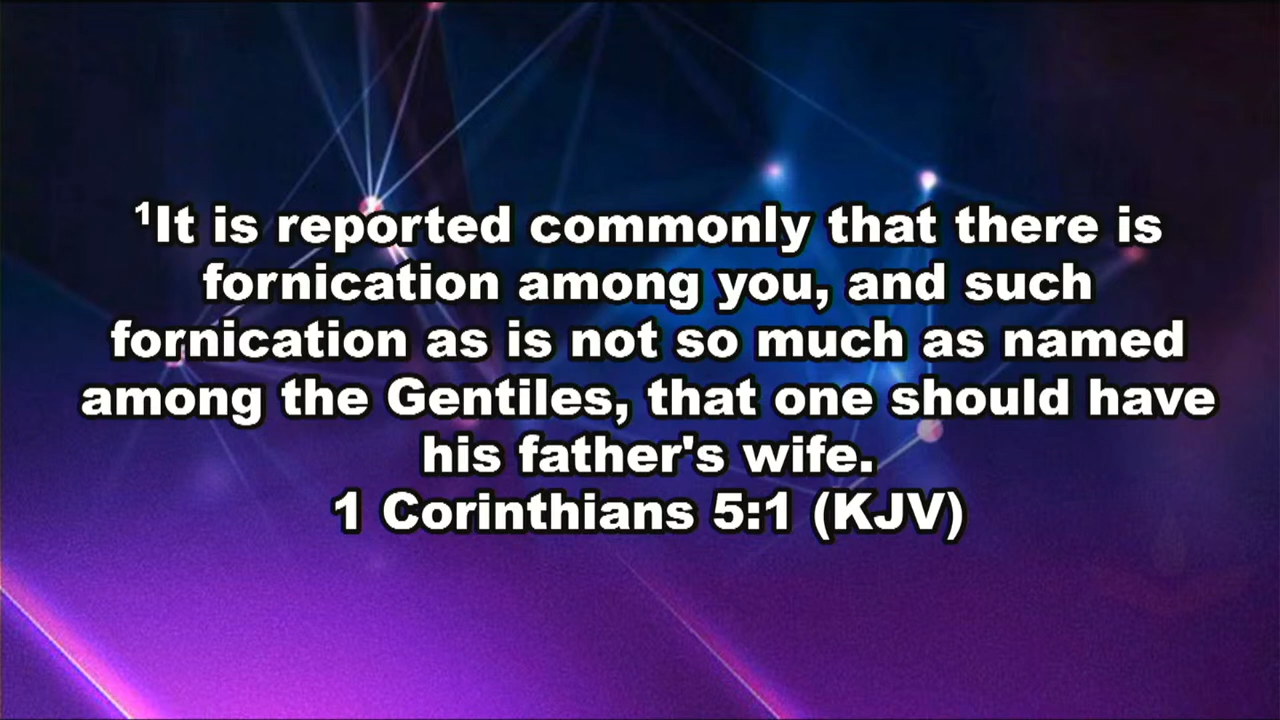 ¹It is reported commonly that there is
fornication among you, and such
fornication as is not so much as named
among the Gentiles, that one should have
his father's wife.
1 Corinthians 5:1 (KJV)